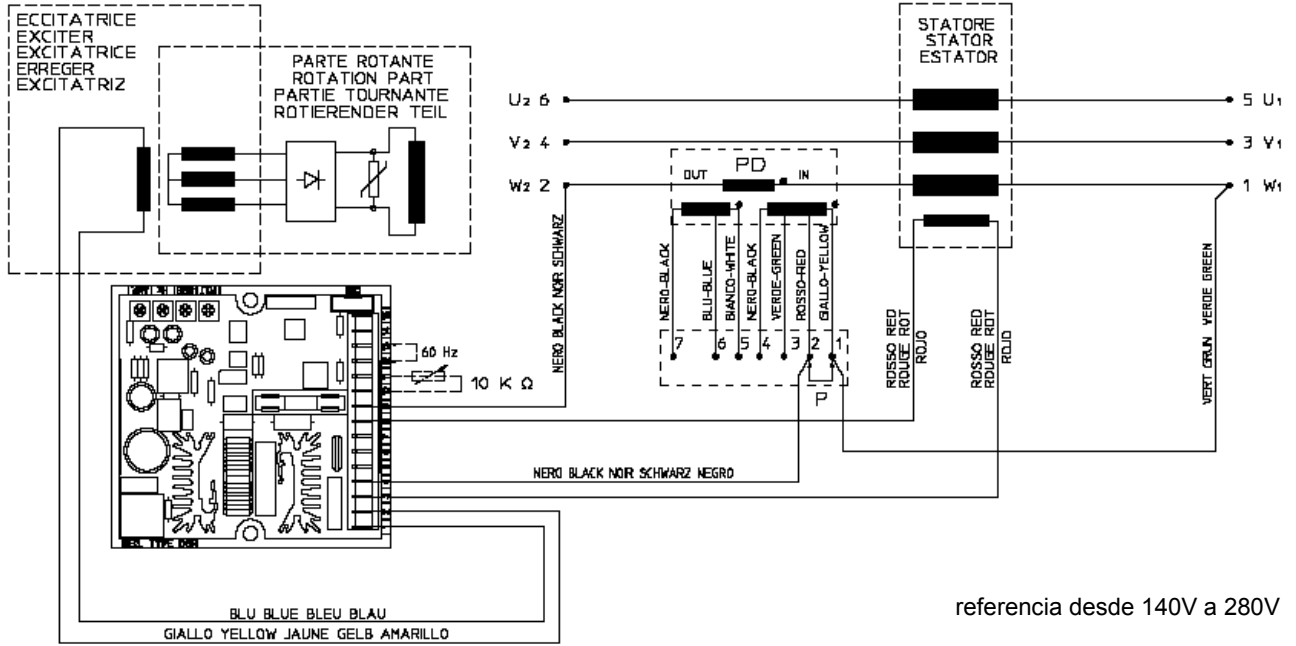 ECCITATRICE
EXCITER
EXCITATRICE
ERREGER
EXCITATRIZ
PARTE ROTANTE
ROTATION PART
PARTIE TOURNANTE
ROTIERENDER TEIL
STATORE
STATOR
ESTATOR
U2 6
5 U1
V2 4
3 V1
W2 2
1 W1
OUT
PD
IN
NERO BLACK NOIR SCHWARZ
NERO-BLACK
BLU-BLUE
BIANCO-WHITE
NERO-BLACK
VERDE-GREEN
ROSSO-RED
GIALLO-YELLOW
7 6 5 4 3 2 1
P
ROSSO RED
ROUGE ROT
ROJO
ROSSO RED
ROUGE ROT
ROJO
VERT GRUN VERDE GREEN
60 Hz
10 K Ω
NERO BLACK NOIR SCHWARZ NEGRO
BLU BLUE BLEU BLAU
GIALLO YELLOW JAUNE GELB AMARILLO
referencia desde 140V a 280V